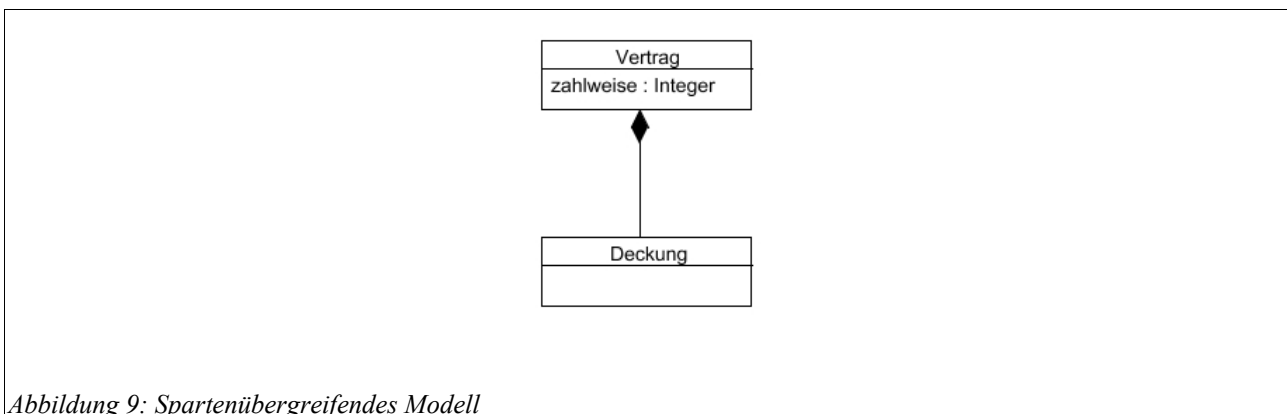 Vertrag
zahlweise : Integer
Deckung
Abbildung 9: Spartenübergreifendes Modell